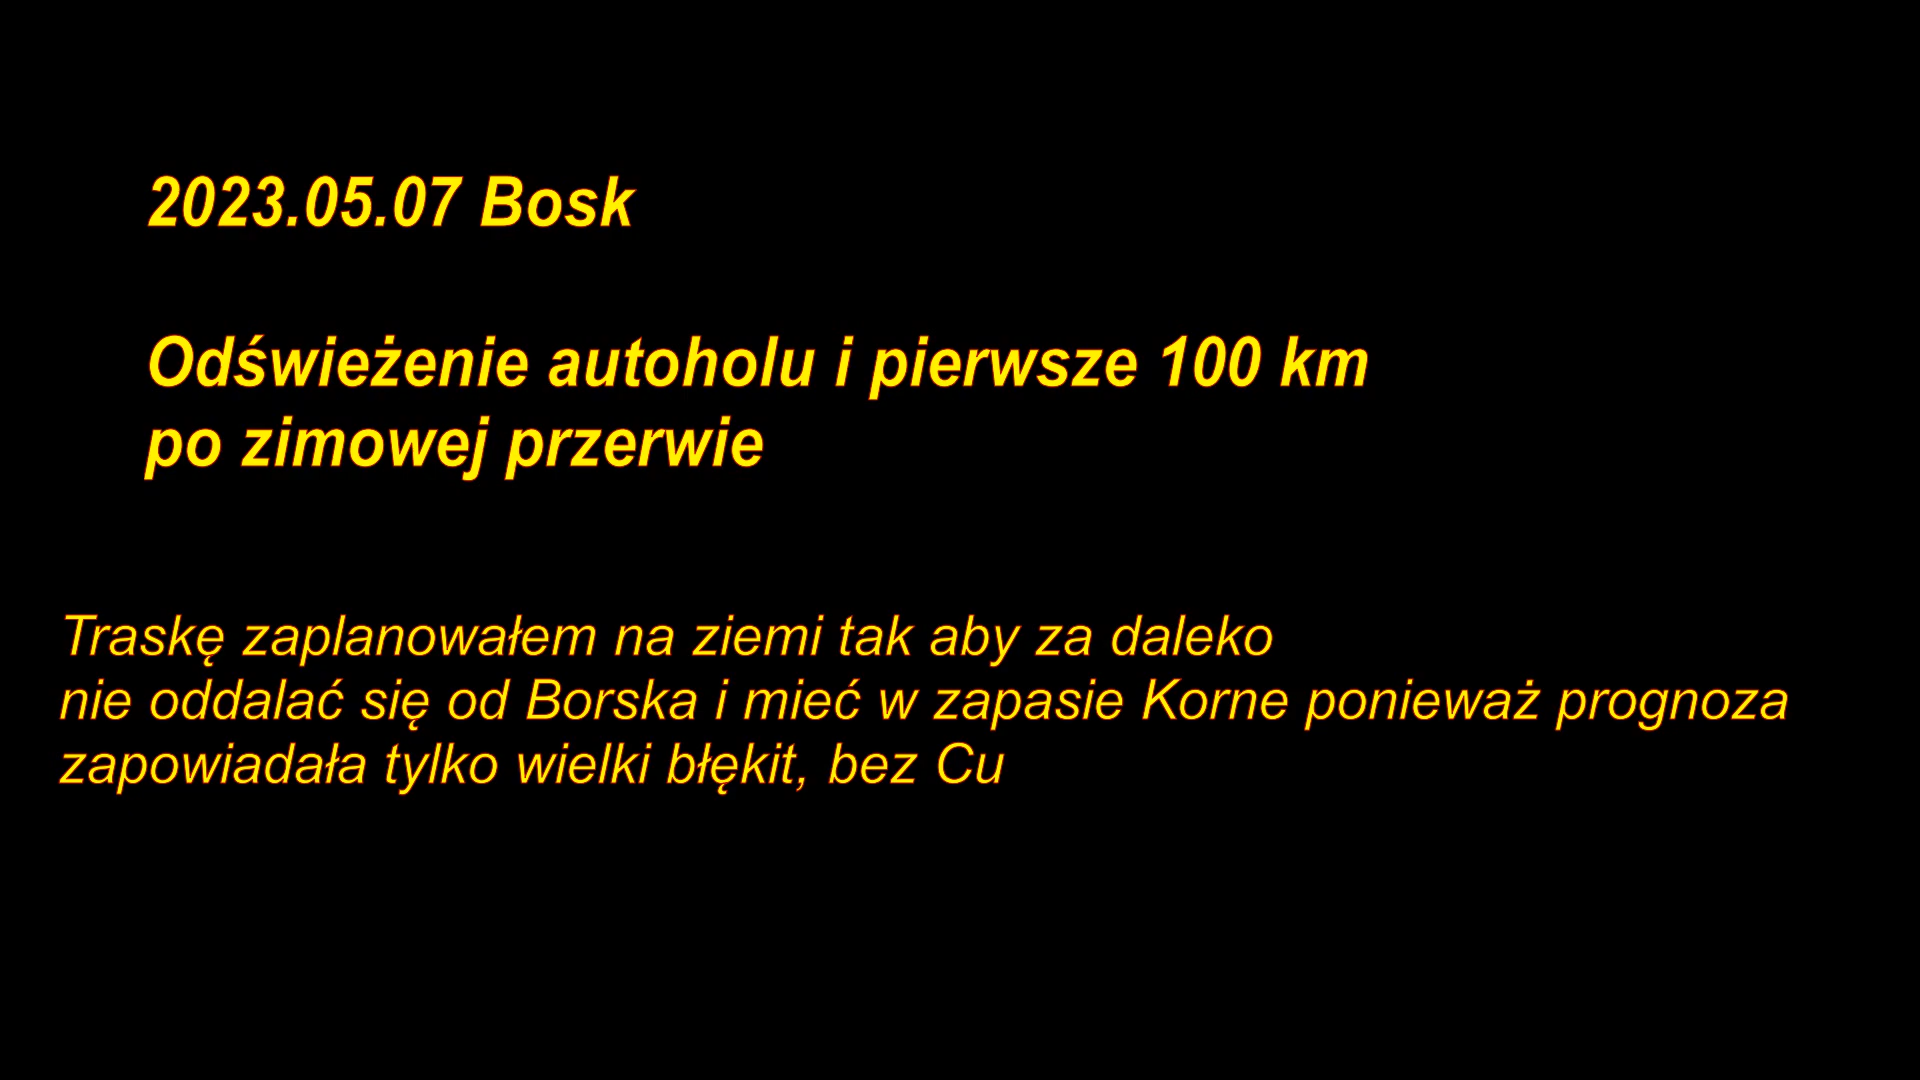 2023.05.07 Bosk
Odświeżenie autoholu i pierwsze 100 km
po zimowej przerwie
Traskę zaplanowałem na ziemi tak aby za daleko
nie oddalać się od Borska i mieć w zapasie Korne ponieważ prognoza
zapowiadała tylko wielki błękit, bez Cu